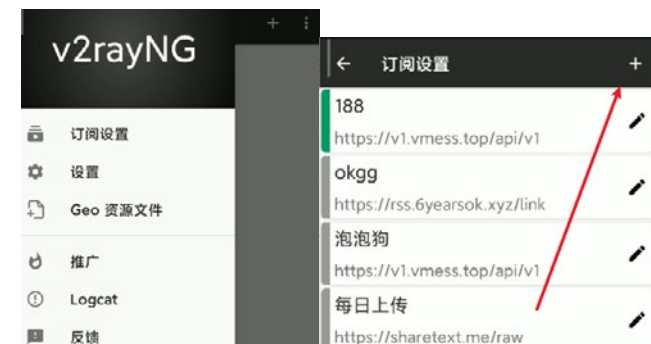 v2rayNG
订阅设置
设置
Geo 资源文件
推广
Logcat
反馈
订阅设置
188
https://v1.vmess.top/api/v1
okgg
https://rss.6yearsok.xyz/link
泡泡狗
https://v1.vmess.top/api/v1
每日上传
https://sharetext.me/raw